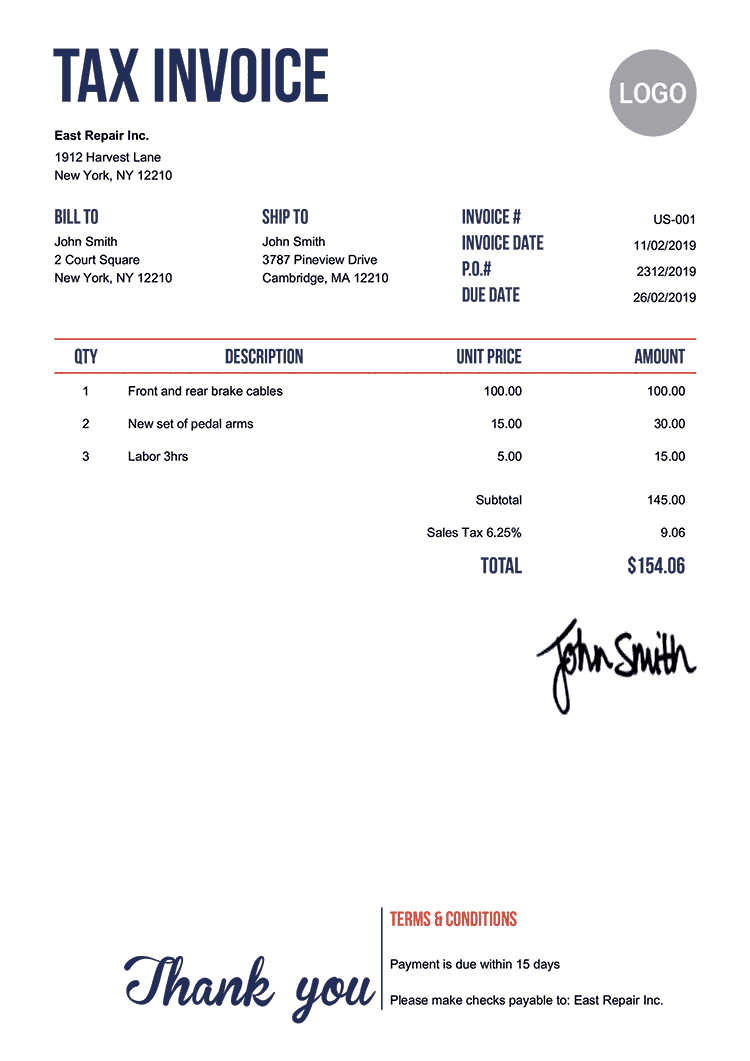 TAX INVOICE
LOGO
East Repair Inc.
1912 Harvest Lane
New York, NY 12210
BILL TO
John Smith
2 Court Square
New York, NY 12210
SHIP TO
John Smith
3787 Pineview Drive
Cambridge, MA 12210
INVOICE # US-001
INVOICE DATE 11/02/2019
P.O.# 2312/2019
DUE DATE 26/02/2019
QTY DESCRIPTION UNIT PRICE AMOUNT
1 Front and rear brake cables 100.00 100.00
2 New set of pedal arms 15.00 30.00
3 Labor 3hrs 5.00 15.00
Subtotal 145.00
Sales Tax 6.25% 9.06
TOTAL $154.06
John Smith
Thank you
TERMS & CONDITIONS
Payment is due within 15 days
Please make checks payable to: East Repair Inc.